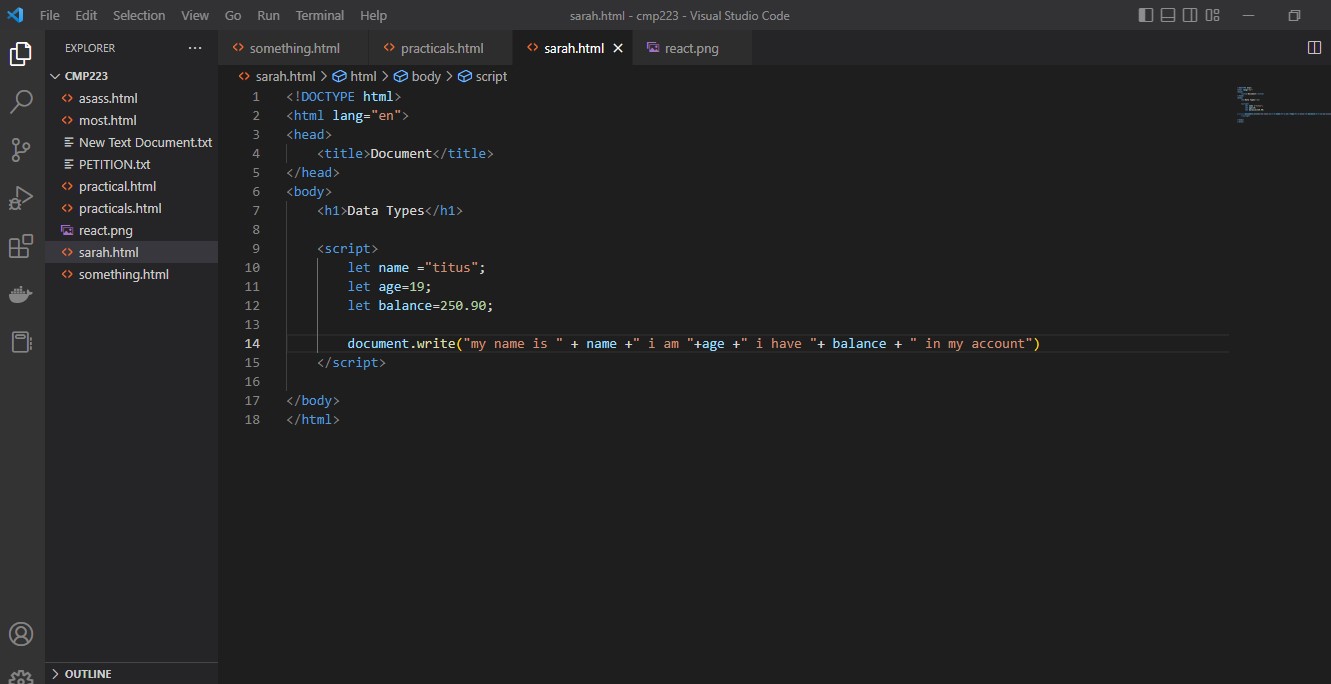 File Edit Selection View Go Run Terminal Help
sarah.html - cmp223 - Visual Studio Code
EXPLORER
CMP223
asass.html
most.html
New Text Document.txt
PETITION.txt
practical.html
practicals.html
react.png
sarah.html
something.html
OUTLINE
something.html practicals.html sarah.html react.png
sarah.html > html > body > script
1 <!DOCTYPE html>
2 <html lang="en">
3 <head>
4     <title>Document</title>
5 </head>
6 <body>
7     <h1>Data Types</h1>
8
9     <script>
10         let name ="titus";
11         let age=19;
12         let balance=250.90;
13
14         document.write("my name is " + name +" i am "+age +" i have "+ balance + " in my account")
15     </script>
16
17 </body>
18 </html>